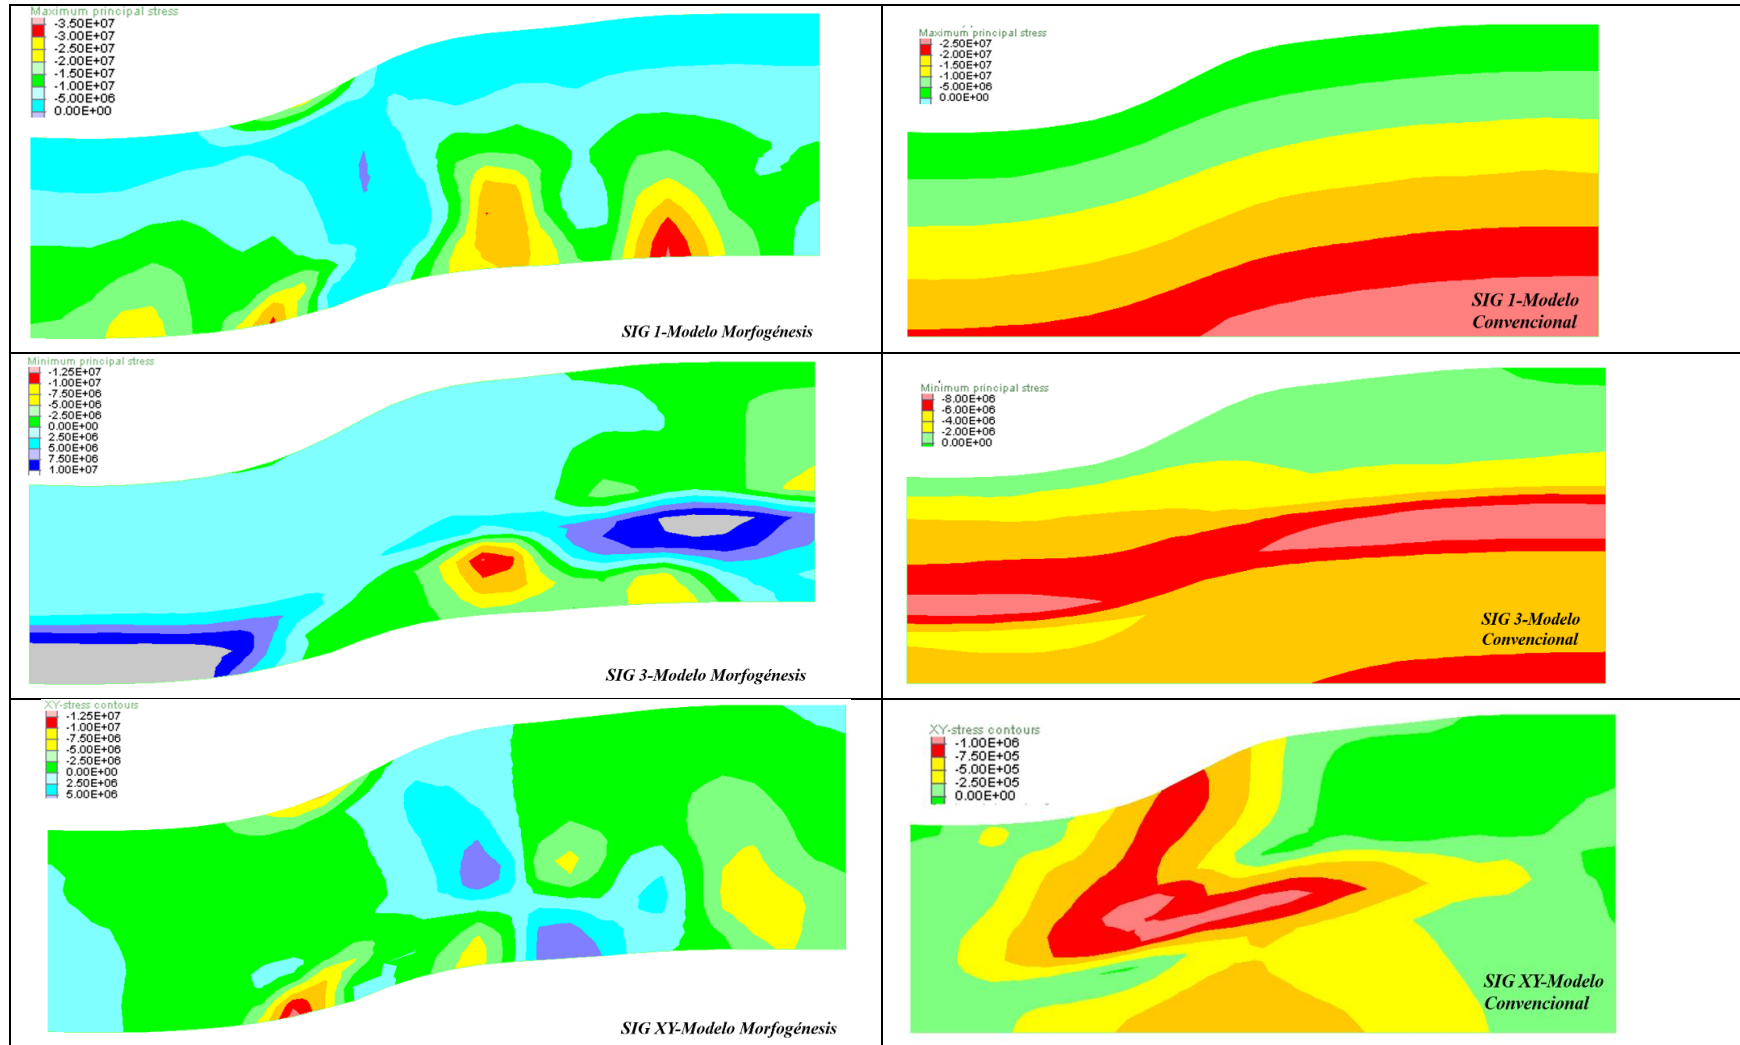 Maximum principal stress
-3.50E+07
-3.00E+07
-2.50E+07
-2.00E+07
-1.50E+07
-1.00E+07
-5.00E+06
0.00E+00
SIG 1-Modelo Morfogénesis
Maximum principal stress
-2.50E+07
-2.00E+07
-1.50E+07
-1.00E+07
-5.00E+06
0.00E+00
SIG 1-Modelo
Convencional
Minimum principal stress
-1.25E+07
-1.00E+07
-7.50E+06
-5.00E+06
-2.50E+06
0.00E+00
2.50E+06
5.00E+06
7.50E+06
1.00E+07
SIG 3-Modelo Morfogénesis
Minimum principal stress
-8.00E+06
-6.00E+06
-4.00E+06
-2.00E+06
0.00E+00
SIG 3-Modelo
Convencional
XY-stress contours
-1.25E+07
-1.00E+07
-7.50E+06
-5.00E+06
-2.50E+06
0.00E+00
2.50E+06
5.00E+06
SIG XY-Modelo Morfogénesis
XY-stress contours
-1.00E+06
-7.50E+05
-5.00E+05
-2.50E+05
0.00E+00
SIG XY-Modelo
Convencional